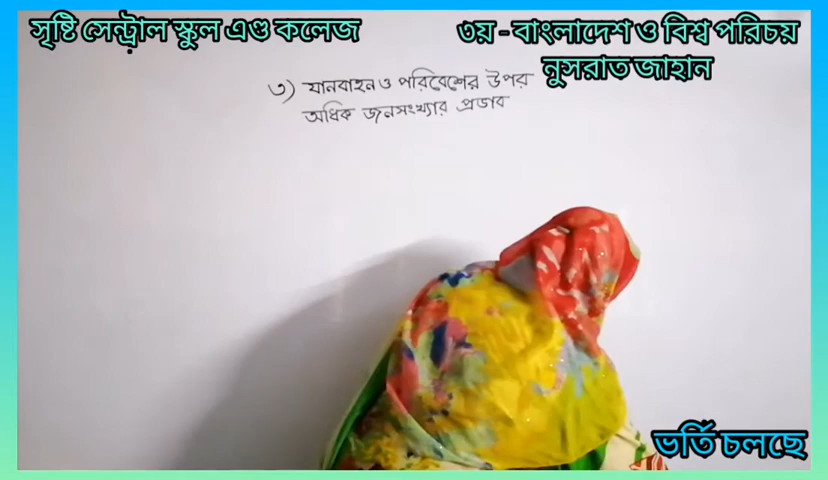 সৃষ্টি সেন্ট্রাল স্কুল এণ্ড কলেজ
৩য় - বাংলাদেশ ও বিশ্ব পরিচয়
নুসরাত জাহান
৩) যানবাহন ও পরিবেশের উপর
অধিক জনসংখ্যার প্রভাব
ভর্তি চলছে